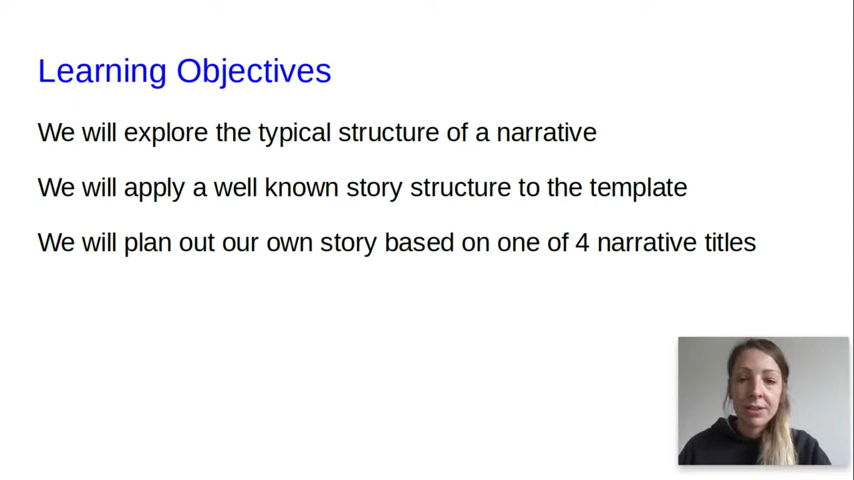 Learning Objectives
We will explore the typical structure of a narrative
We will apply a well known story structure to the template
We will plan out our own story based on one of 4 narrative titles